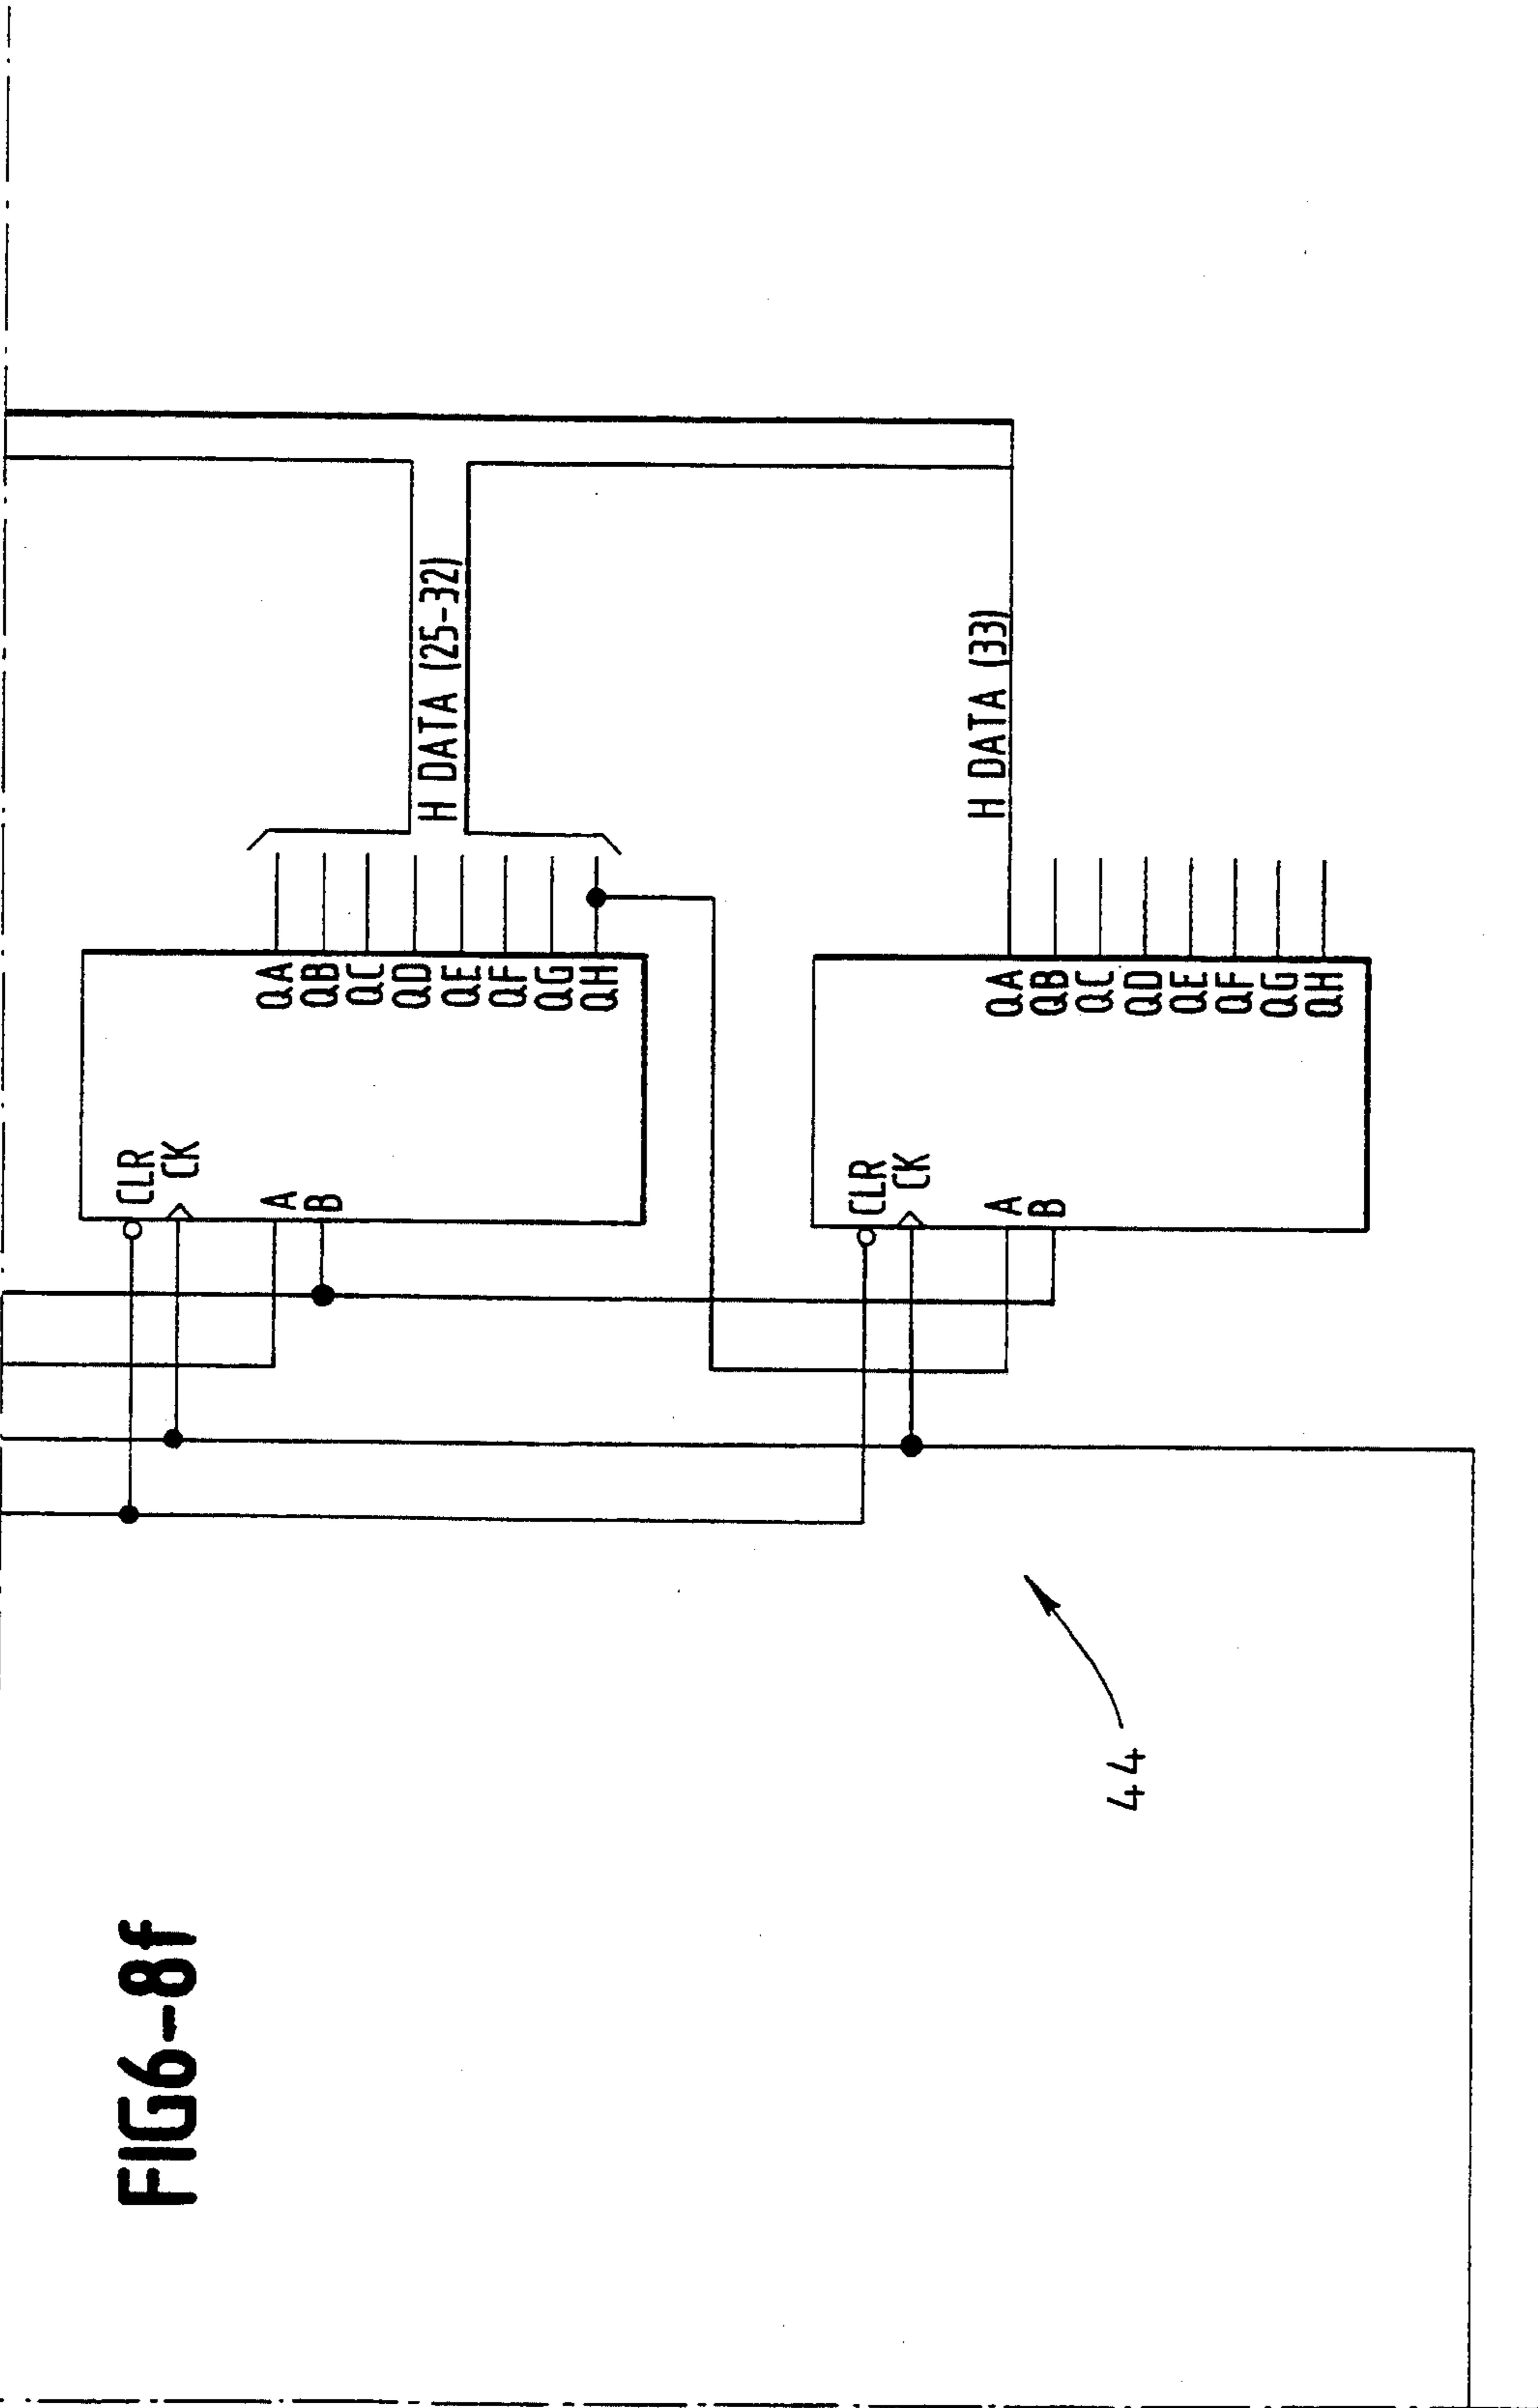 H DATA (25-32)
QA
QB
QC
QD
QE
QF
QG
QH
CLR
CK
A
B
H DATA (33)
QA
QB
QC
QD
QE
QF
QG
QH
CLR
CK
A
B
44
FIG6-8f